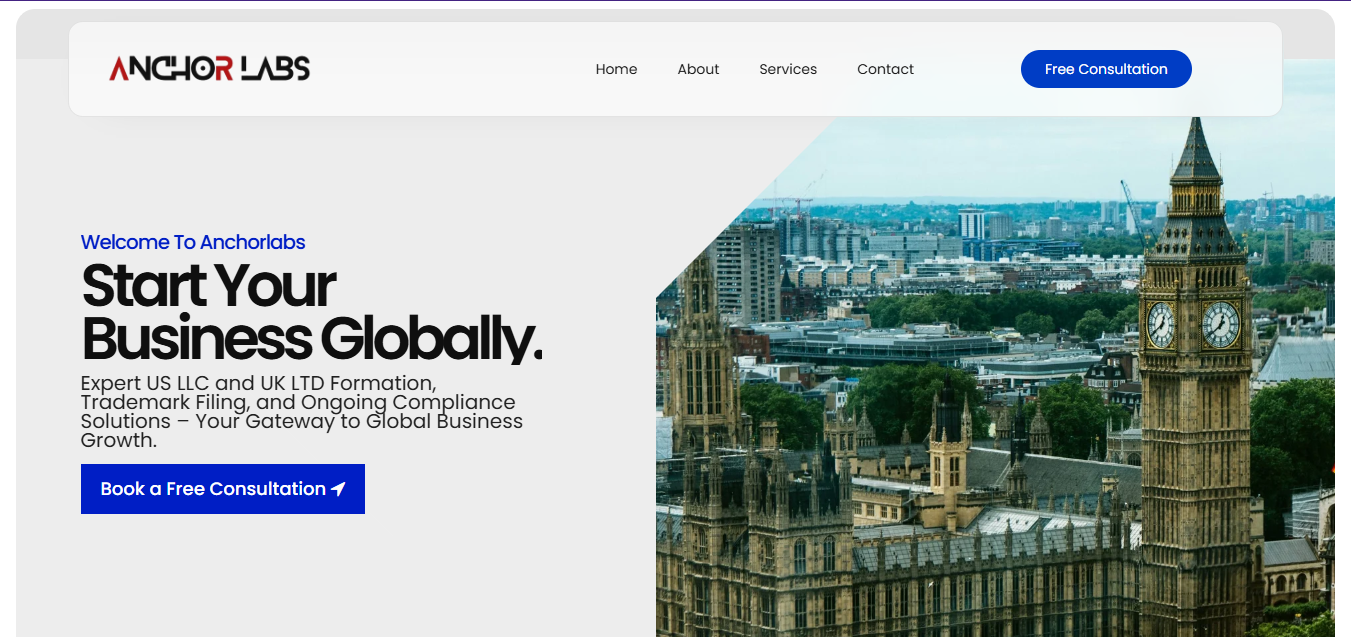 ANCHOR LABS
Home
About
Services
Contact
Free Consultation
Welcome To Anchorlabs
Start Your
Business Globally.
Expert US LLC and UK LTD Formation,
Trademark Filing, and Ongoing Compliance
Solutions – Your Gateway to Global Business
Growth.
Book a Free Consultation